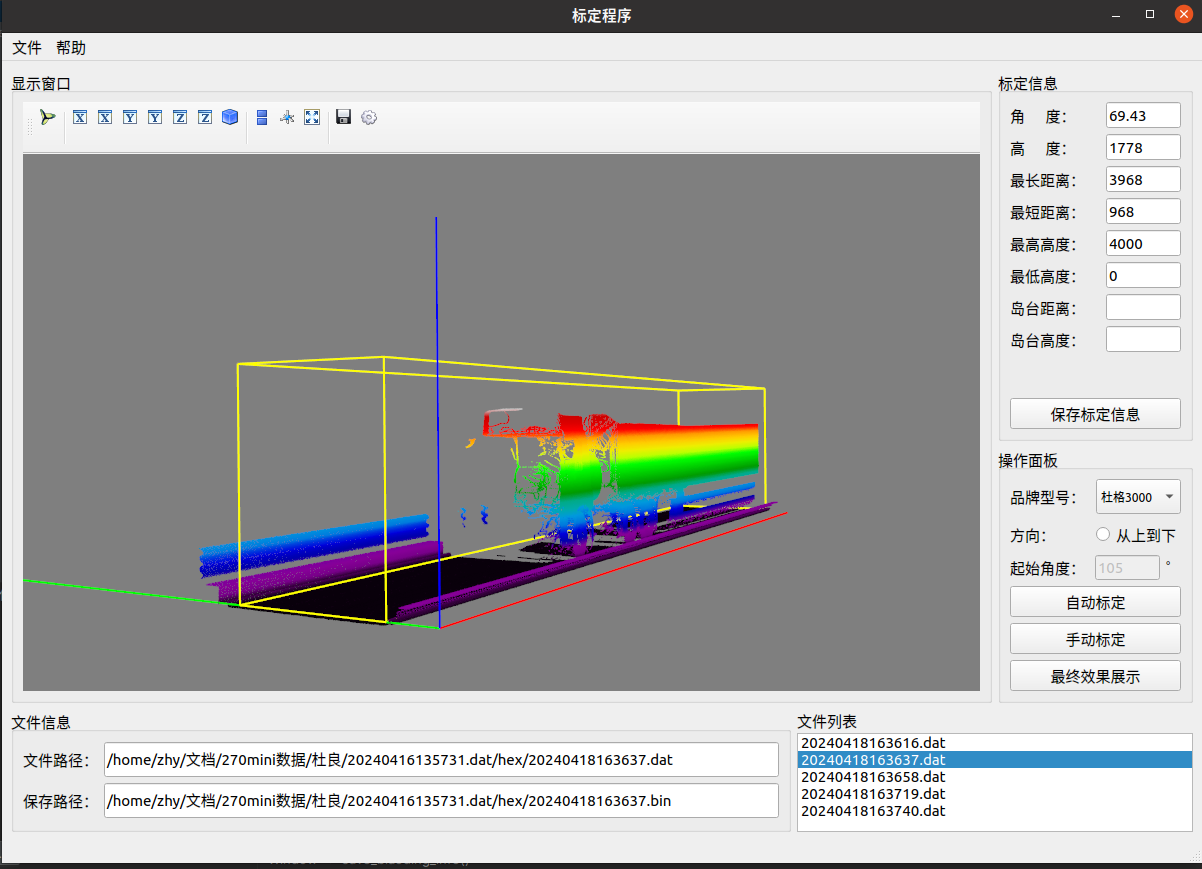 标定程序
文件 帮助
显示窗口
X X Y Y Z Z
标定信息
角 度： 69.43
高 度： 1778
最长距离： 3968
最短距离： 968
最高高度： 4000
最低高度： 0
岛台距离：
岛台高度：
保存标定信息
操作面板
品牌型号： 杜格3000
方向： 从上到下
起始角度： 105 °
自动标定
手动标定
最终效果展示
文件信息
文件路径： /home/zhy/文档/270mini数据/杜良/20240416135731.dat/hex/20240418163637.dat
保存路径： /home/zhy/文档/270mini数据/杜良/20240416135731.dat/hex/20240418163637.bin
文件列表
20240418163616.dat
20240418163637.dat
20240418163658.dat
20240418163719.dat
20240418163740.dat